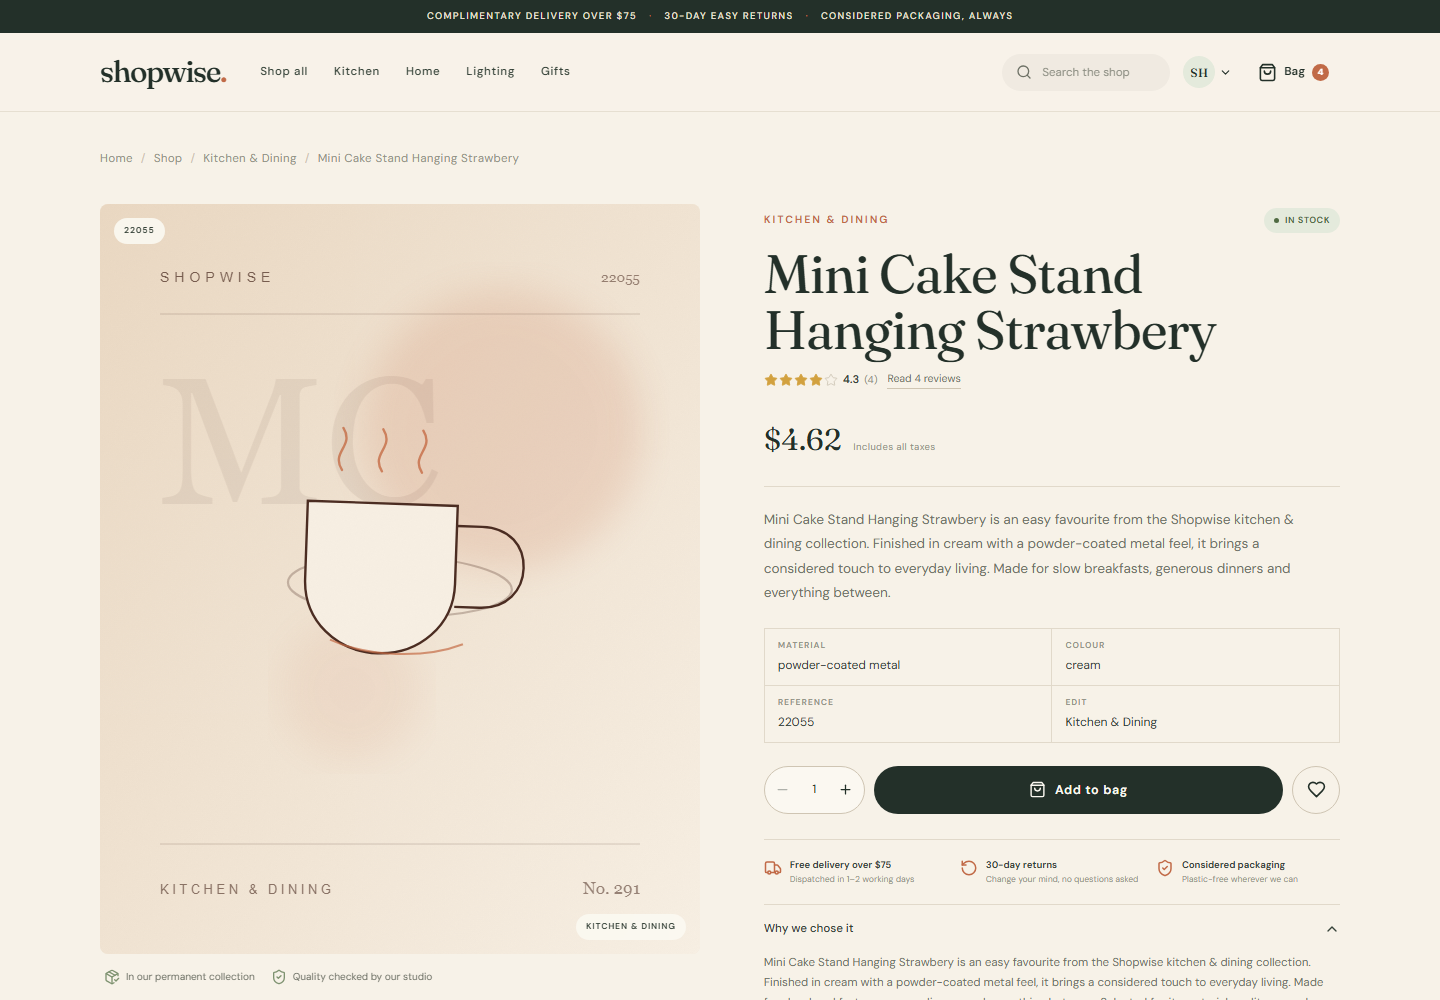 COMPLIMENTARY DELIVERY OVER $75 · 30-DAY EASY RETURNS · CONSIDERED PACKAGING, ALWAYS
shopwise.
Shop all
Kitchen
Home
Lighting
Gifts
Search the shop
SH
Bag
4
Home / Shop / Kitchen & Dining / Mini Cake Stand Hanging Strawbery
22055
SHOPWISE
22055
MC
KITCHEN & DINING
No. 291
KITCHEN & DINING
In our permanent collection
Quality checked by our studio
KITCHEN & DINING
IN STOCK
Mini Cake Stand
Hanging Strawbery
4.3 (4) Read 4 reviews
$4.62 Includes all taxes
Mini Cake Stand Hanging Strawbery is an easy favourite from the Shopwise kitchen &
dining collection. Finished in cream with a powder-coated metal feel, it brings a
considered touch to everyday living. Made for slow breakfasts, generous dinners and
everything between.
MATERIAL
powder-coated metal
COLOUR
cream
REFERENCE
22055
EDIT
Kitchen & Dining
1
Add to bag
Free delivery over $75
Dispatched in 1–2 working days
30-day returns
Change your mind, no questions asked
Considered packaging
Plastic-free wherever we can
Why we chose it
Mini Cake Stand Hanging Strawbery is an easy favourite from the Shopwise kitchen & dining collection.
Finished in cream with a powder-coated metal feel, it brings a considered touch to everyday living. Made